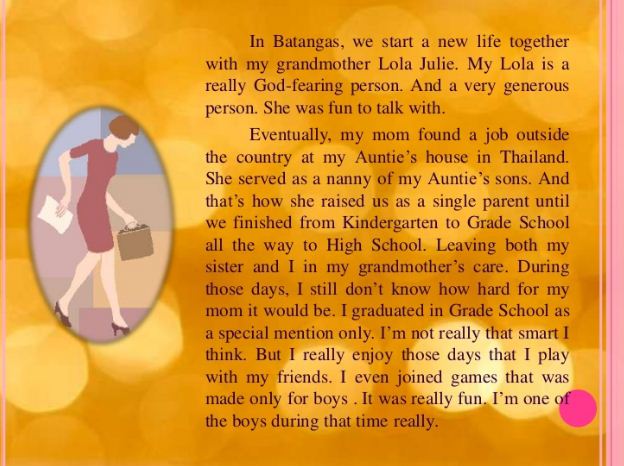 In Batangas, we start a new life together
with my grandmother Lola Julie. My Lola is a
really God-fearing person. And a very generous
person. She was fun to talk with.
Eventually, my mom found a job outside
the country at my Auntie's house in Thailand.
She served as a nanny of my Auntie's sons. And
that's how she raised us as a single parent until
we finished from Kindergarten to Grade School
all the way to High School. Leaving both my
sister and I in my grandmother's care. During
those days, I still don't know how hard for my
mom it would be. I graduated in Grade School as
a special mention only. I'm not really that smart I
think. But I really enjoy those days that I play
with my friends. I even joined games that was
made only for boys . It was really fun. I'm one of
the boys during that time really.